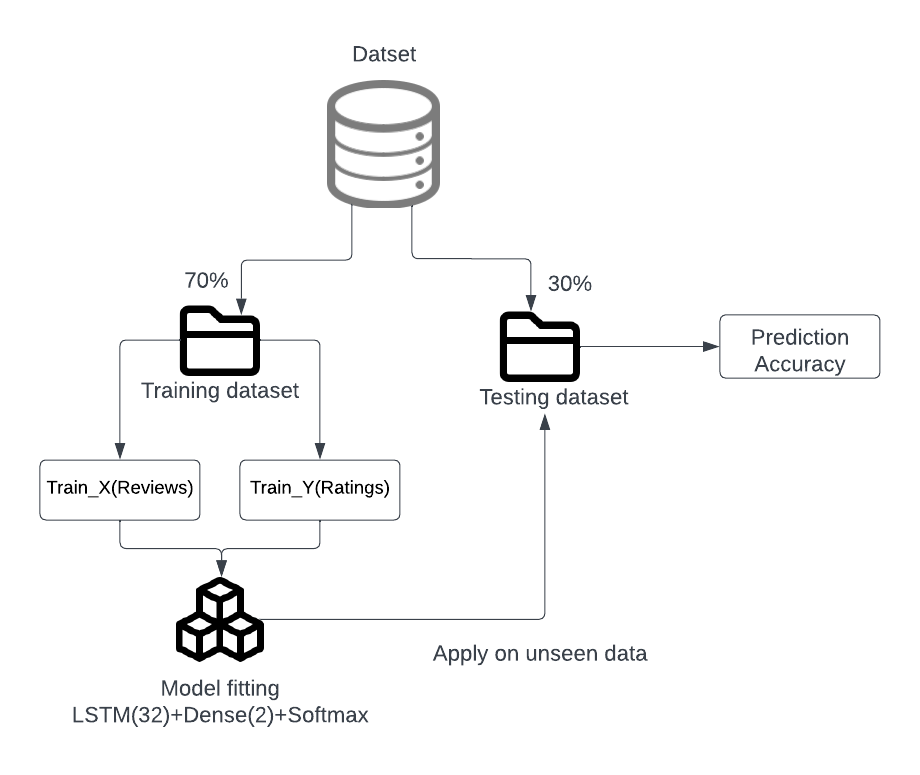 Datset
70%
30%
Training dataset
Testing dataset
Prediction
Accuracy
Train_X(Reviews)
Train_Y(Ratings)
Apply on unseen data
Model fitting
LSTM(32)+Dense(2)+Softmax